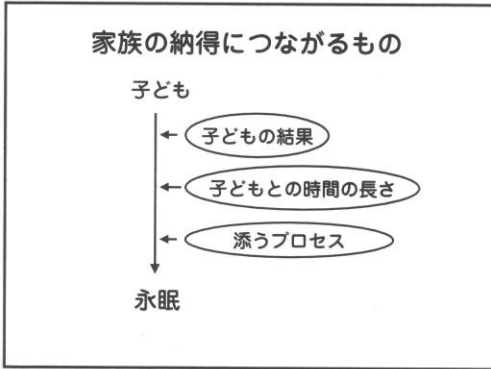 家族の納得につながるもの
子ども
子どもの結果
子どもとの時間の長さ
添うプロセス
永眠